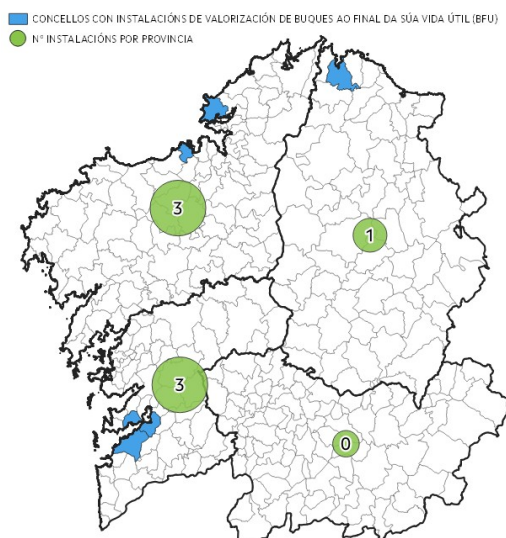 CONCELLOS CON INSTALACIÓNS DE VALORIZACIÓN DE BUQUES AO FINAL DA SÚA VIDA ÚTIL (BFU)
Nº INSTALACIÓNS POR PROVINCIA
3
1
3
0